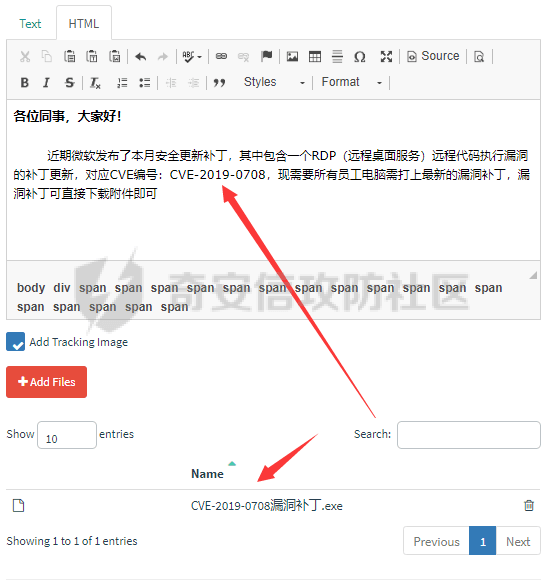 Text HTML
Source
B I S Tx Styles Format
各位同事，大家好！
近期微软发布了本月安全更新补丁，其中包含一个RDP（远程桌面服务）远程代码执行漏洞
的补丁更新，对应CVE编号：CVE-2019-0708，现需要所有员工电脑需打上最新的漏洞补丁，漏
洞补丁可直接下载附件即可
奇安信攻防社区
body div span span span span span span span span span span span span
span span span span span
Add Tracking Image
+ Add Files
Show 10 entries Search:
Name
CVE-2019-0708漏洞补丁.exe
Showing 1 to 1 of 1 entries Previous 1 Next